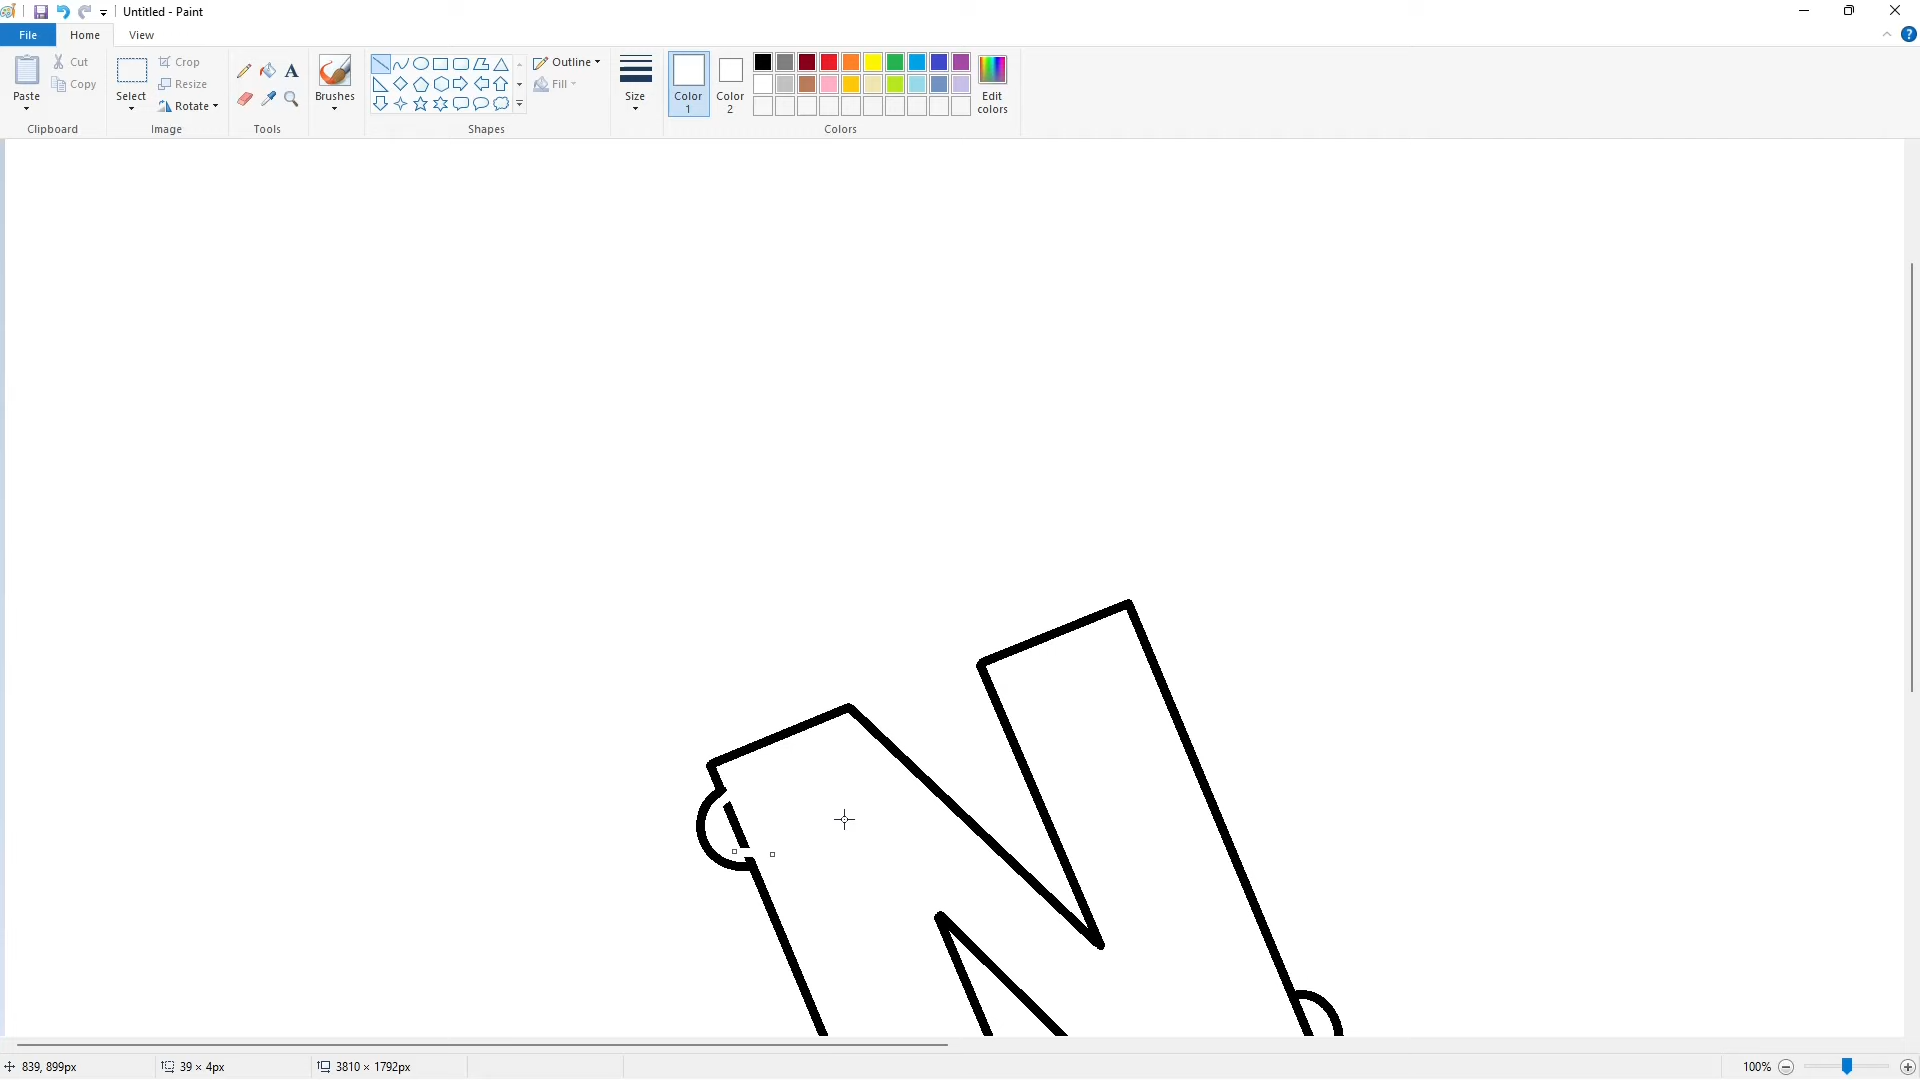 Untitled - Paint
File Home View
Paste Cut Copy
Clipboard
Select Crop Resize Rotate
Image
Tools
Brushes
Shapes
Outline
Fill
Size
Color 1
Color 2
Edit colors
Colors
N
839, 899px
39 × 4px
3810 × 1792px
100%